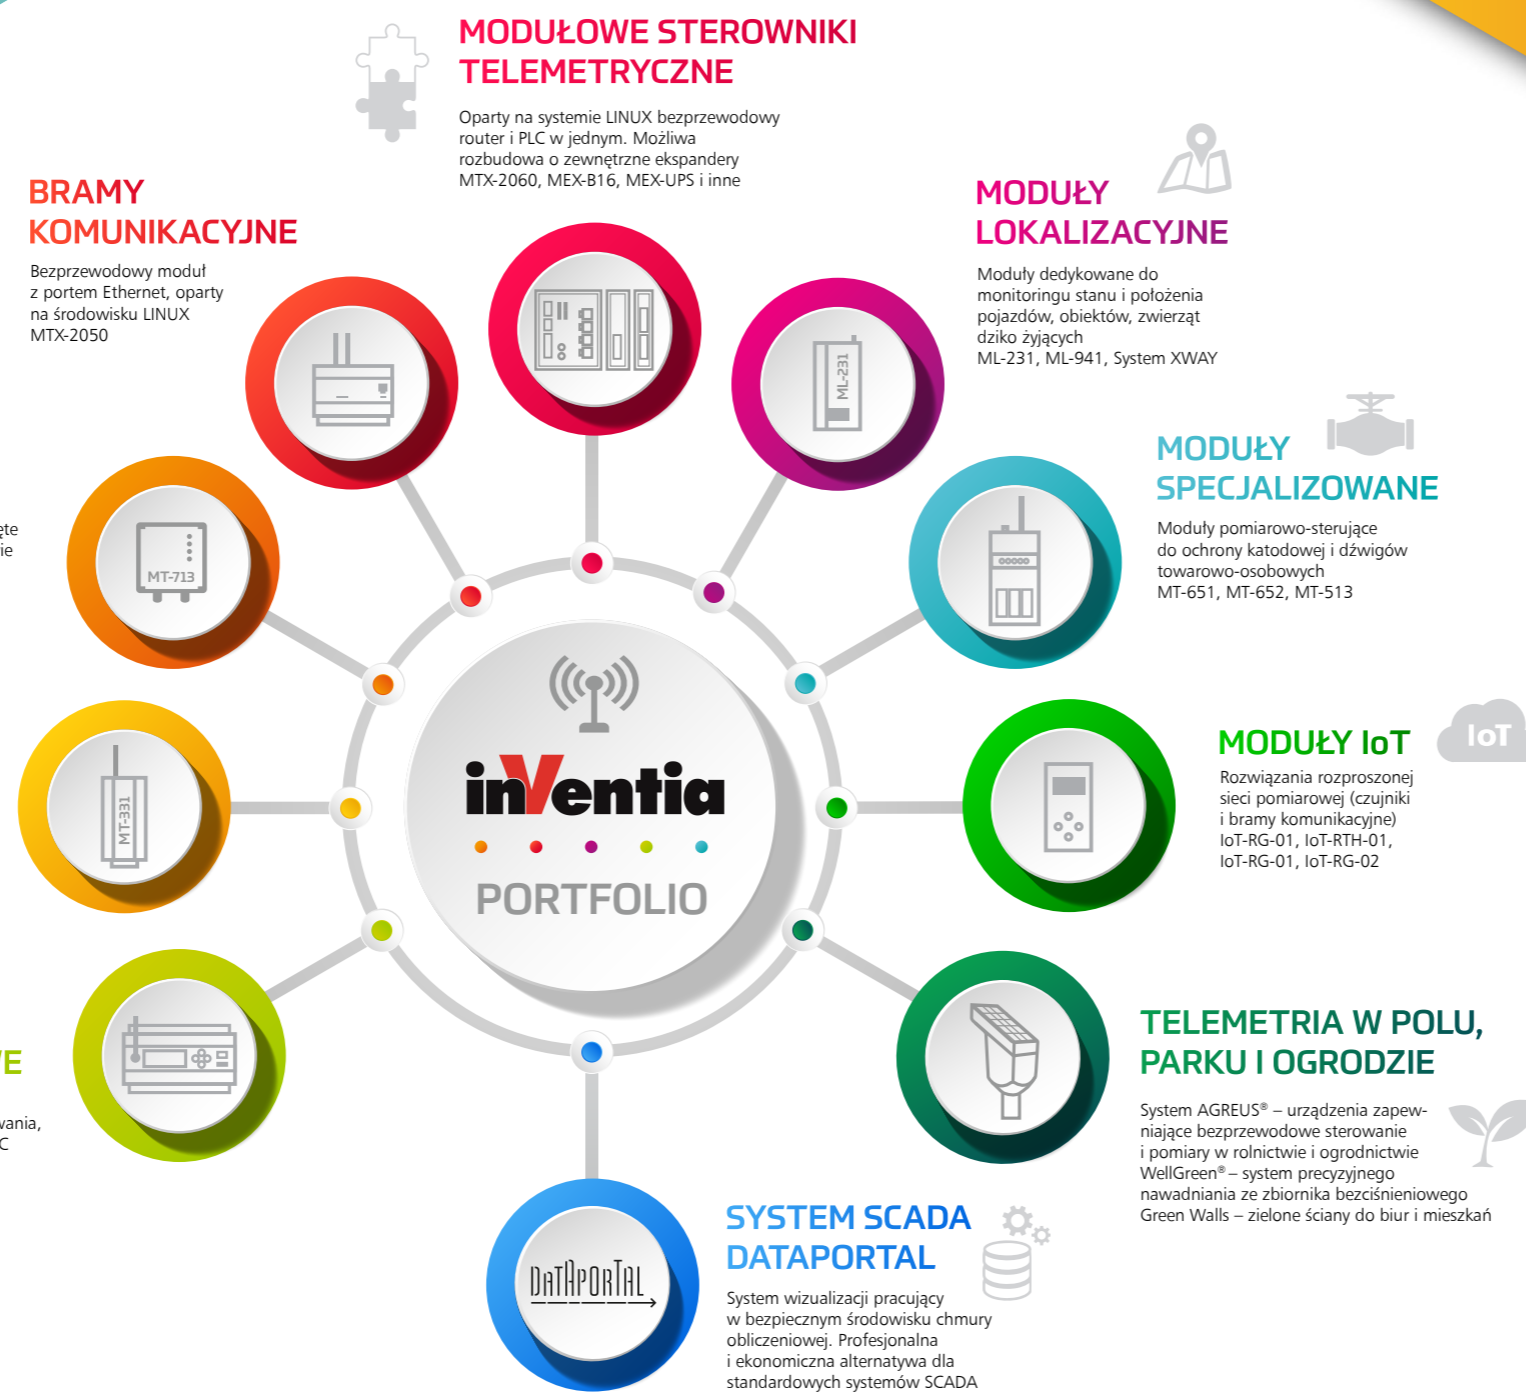 MODUŁOWE STEROWNIKI
TELEMETRYCZNE
Oparty na systemie LINUX bezprzewodowy
router i PLC w jednym. Możliwa
rozbudowa o zewnętrzne ekspandery
MTX-2060, MEX-B16, MEX-UPS i inne
BRAMY
KOMUNIKACYJNE
Bezprzewodowy moduł
z portem Ethernet, oparty
na środowisku LINUX
MTX-2050
MODUŁY
LOKALIZACYJNE
Moduły dedykowane do
monitoringu stanu i położenia
pojazdów, obiektów, zwierząt
dziko żyjących
ML-231, ML-941, System XWAY
ML-231
MODUŁY
SPECJALIZOWANE
Moduły pomiarowo-sterujące
do ochrony katodowej i dźwigów
towarowo-osobowych
MT-651, MT-652, MT-513
ęte
ie
MT-713
MT-331
inVentia
PORTFOLIO
MODUŁY IoT
IoT
Rozwiązania rozproszonej
sieci pomiarowej (czujniki
i bramy komunikacyjne)
IoT-RG-01, IoT-RTH-01,
IoT-RG-01, IoT-RG-02
WE
wania,
C
TELEMETRIA W POLU,
PARKU I OGRODZIE
System AGREUS® – urządzenia zapew-
niające bezprzewodowe sterowanie
i pomiary w rolnictwie i ogrodnictwie
WellGreen® – system precyzyjnego
nawadniania ze zbiornika bezciśnieniowego
Green Walls – zielone ściany do biur i mieszkań
DATAPORTAL
SYSTEM SCADA
DATAPORTAL
System wizualizacji pracujący
w bezpiecznym środowisku chmury
obliczeniowej. Profesjonalna
i ekonomiczna alternatywa dla
standardowych systemów SCADA